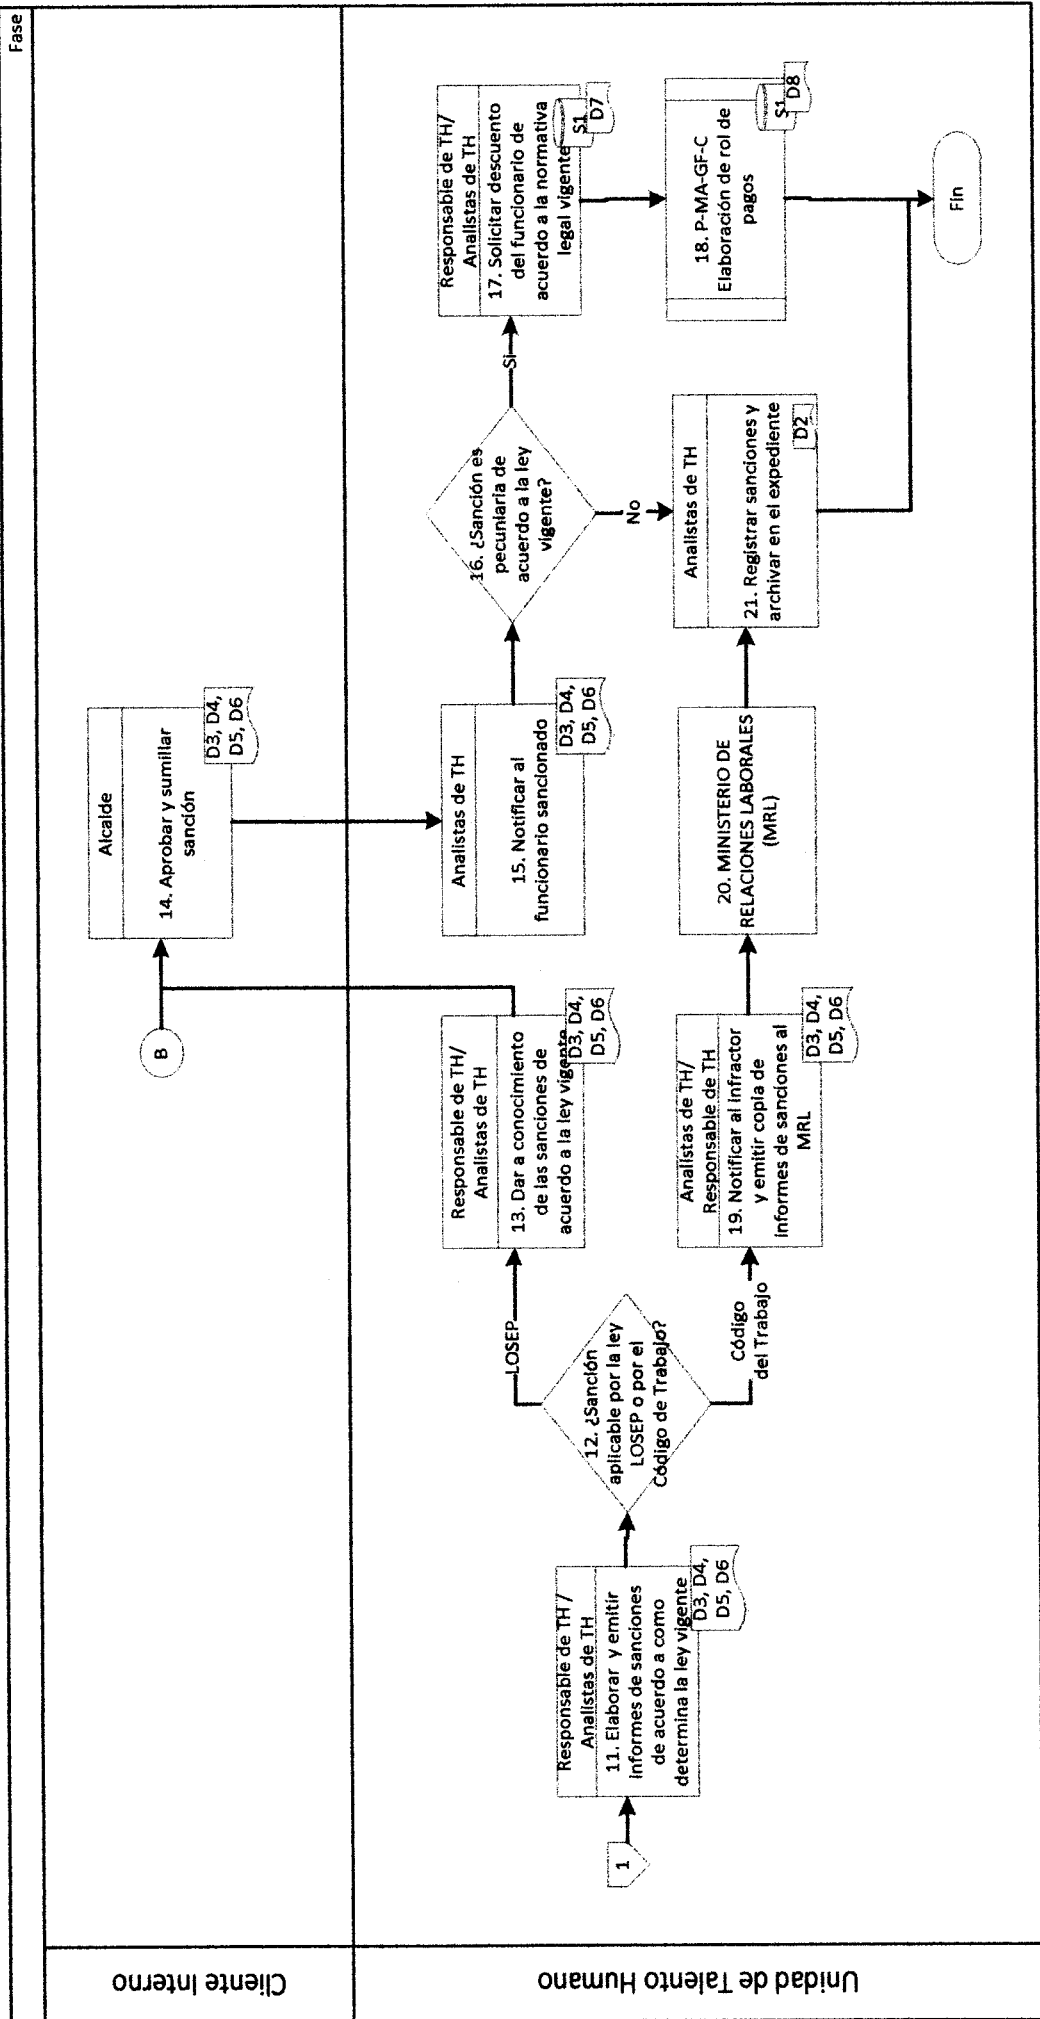 Fase
Cliente Interno
B
Alcalde
14. Aprobar y sumillar
sanción
D3, D4,
D5, D6
Unidad de Talento Humano
1
Responsable de TH /
Analistas de TH
11. Elaborar y emitir
informes de sanciones
de acuerdo a como
determina la ley vigente
D3, D4,
D5, D6
12. ¿Sanción
aplicable por la ley
LOSEP o por el
Código de Trabajo?
LOSEP
Código
del Trabajo
Responsable de TH/
Analistas de TH
13. Dar a conocimiento
de las sanciones de
acuerdo a la ley vigente
D3, D4,
D5, D6
Analistas de TH
15. Notificar al
funcionario sancionado
D3, D4,
D5, D6
16. ¿Sanción es
pecuniaria de
acuerdo a la ley
vigente?
Si
No
Responsable de TH/
Analistas de TH
17. Solicitar descuento
del funcionario de
acuerdo a la normativa
legal vigente
S1
D7
18. P-MA-GF-C
Elaboración de rol de
pagos
S1
D8
Analistas de TH/
Responsable de TH
19. Notificar al infractor
y emitir copia de
informes de sanciones al
MRL
D3, D4,
D5, D6
20. MINISTERIO DE
RELACIONES LABORALES
(MRL)
Analistas de TH
21. Registrar sanciones y
archivar en el expediente
D2
Fin